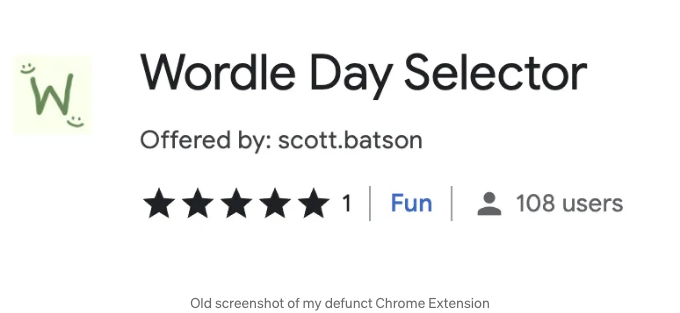 W
Wordle Day Selector
Offered by: scott.batson
1 Fun 108 users
Old screenshot of my defunct Chrome Extension